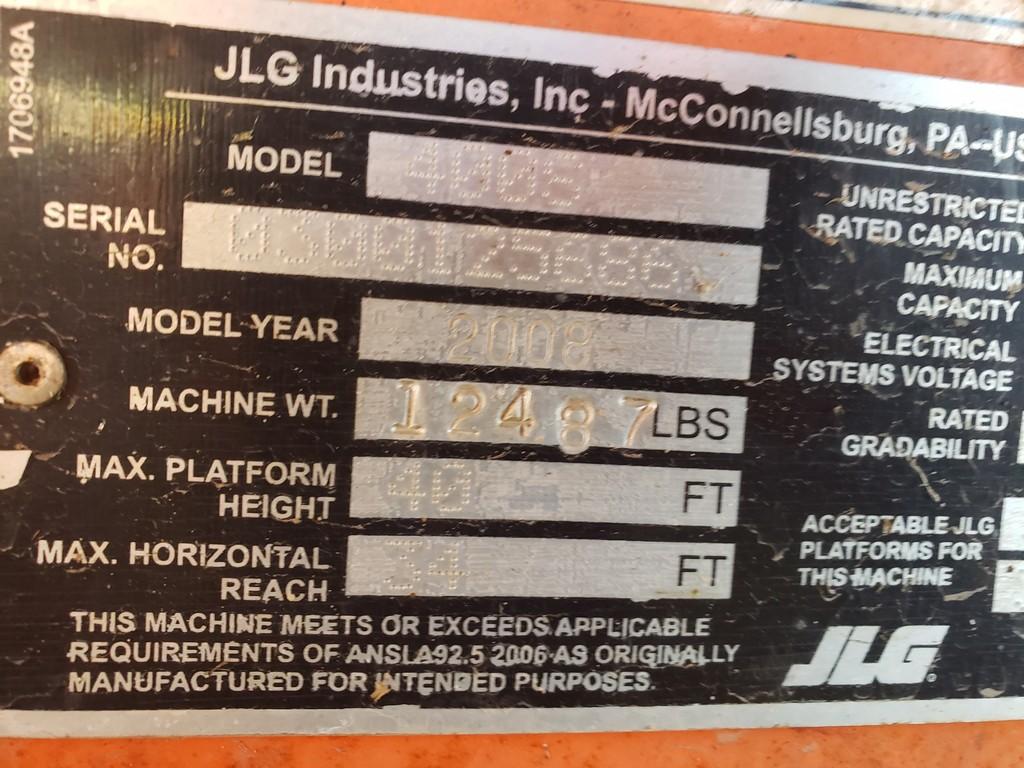 1706948A
JLG Industries, Inc - McConnellsburg, PA--US
MODEL 400S
SERIAL NO.
MODEL YEAR 2008
MACHINE WT. 12487 LBS
MAX. PLATFORM HEIGHT 40 FT
MAX. HORIZONTAL REACH 34 FT
UNRESTRICTED
RATED CAPACITY
MAXIMUM
CAPACITY
ELECTRICAL
SYSTEMS VOLTAGE
RATED
GRADABILITY
ACCEPTABLE JLG
PLATFORMS FOR
THIS MACHINE
THIS MACHINE MEETS OR EXCEEDS APPLICABLE
REQUIREMENTS OF ANSI A92.5 2006 AS ORIGINALLY
MANUFACTURED FOR INTENDED PURPOSES.
JLG